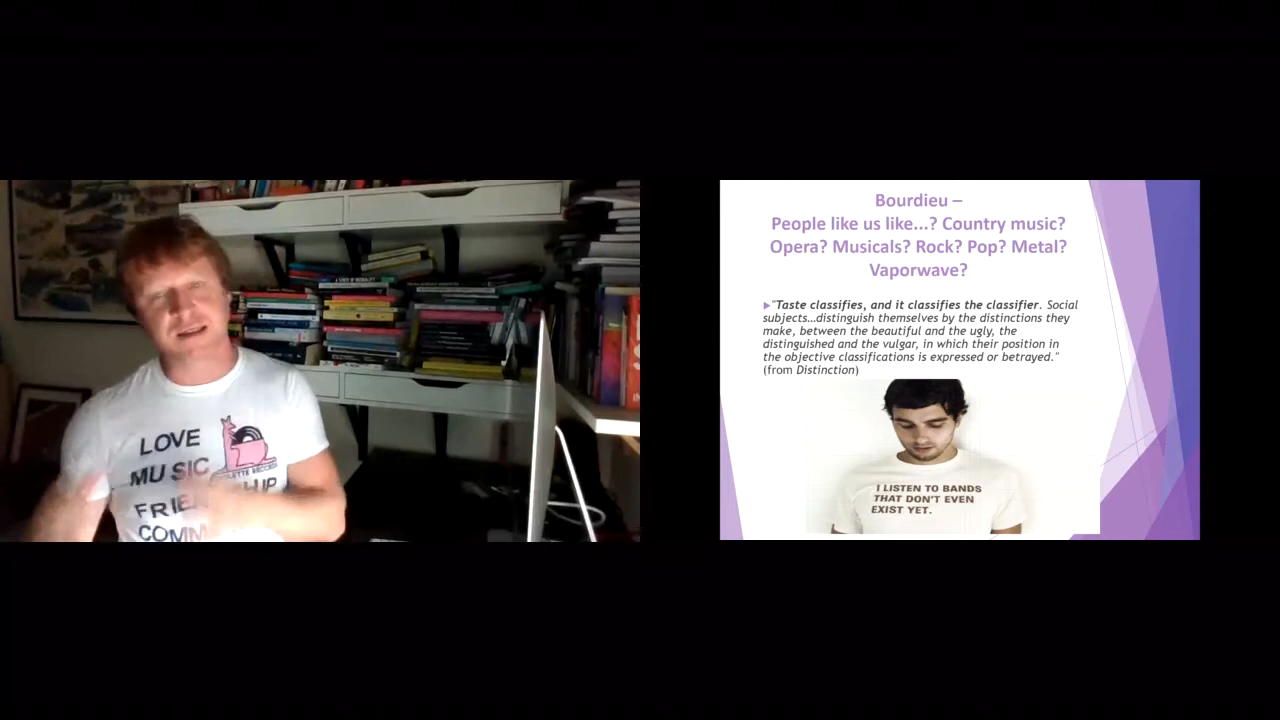 LOVE
MUSIC
COMM
Bourdieu –
People like us like...? Country music?
Opera? Musicals? Rock? Pop? Metal?
Vaporwave?
"Taste classifies, and it classifies the classifier. Social
subjects…distinguish themselves by the distinctions they
make, between the beautiful and the ugly, the
distinguished and the vulgar, in which their position in
the objective classifications is expressed or betrayed."
(from Distinction)
I LISTEN TO BANDS
THAT DON'T EVEN
EXIST YET.